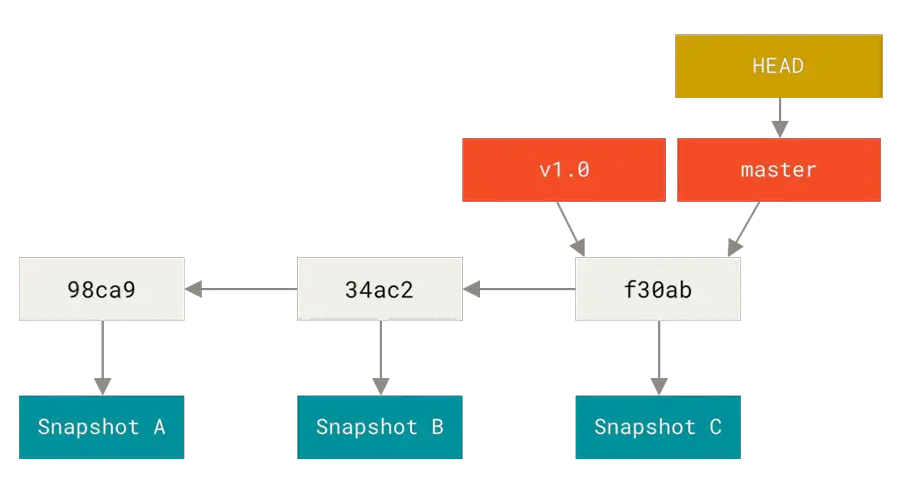 HEAD
v1.0
master
98ca9
34ac2
f30ab
Snapshot A
Snapshot B
Snapshot C